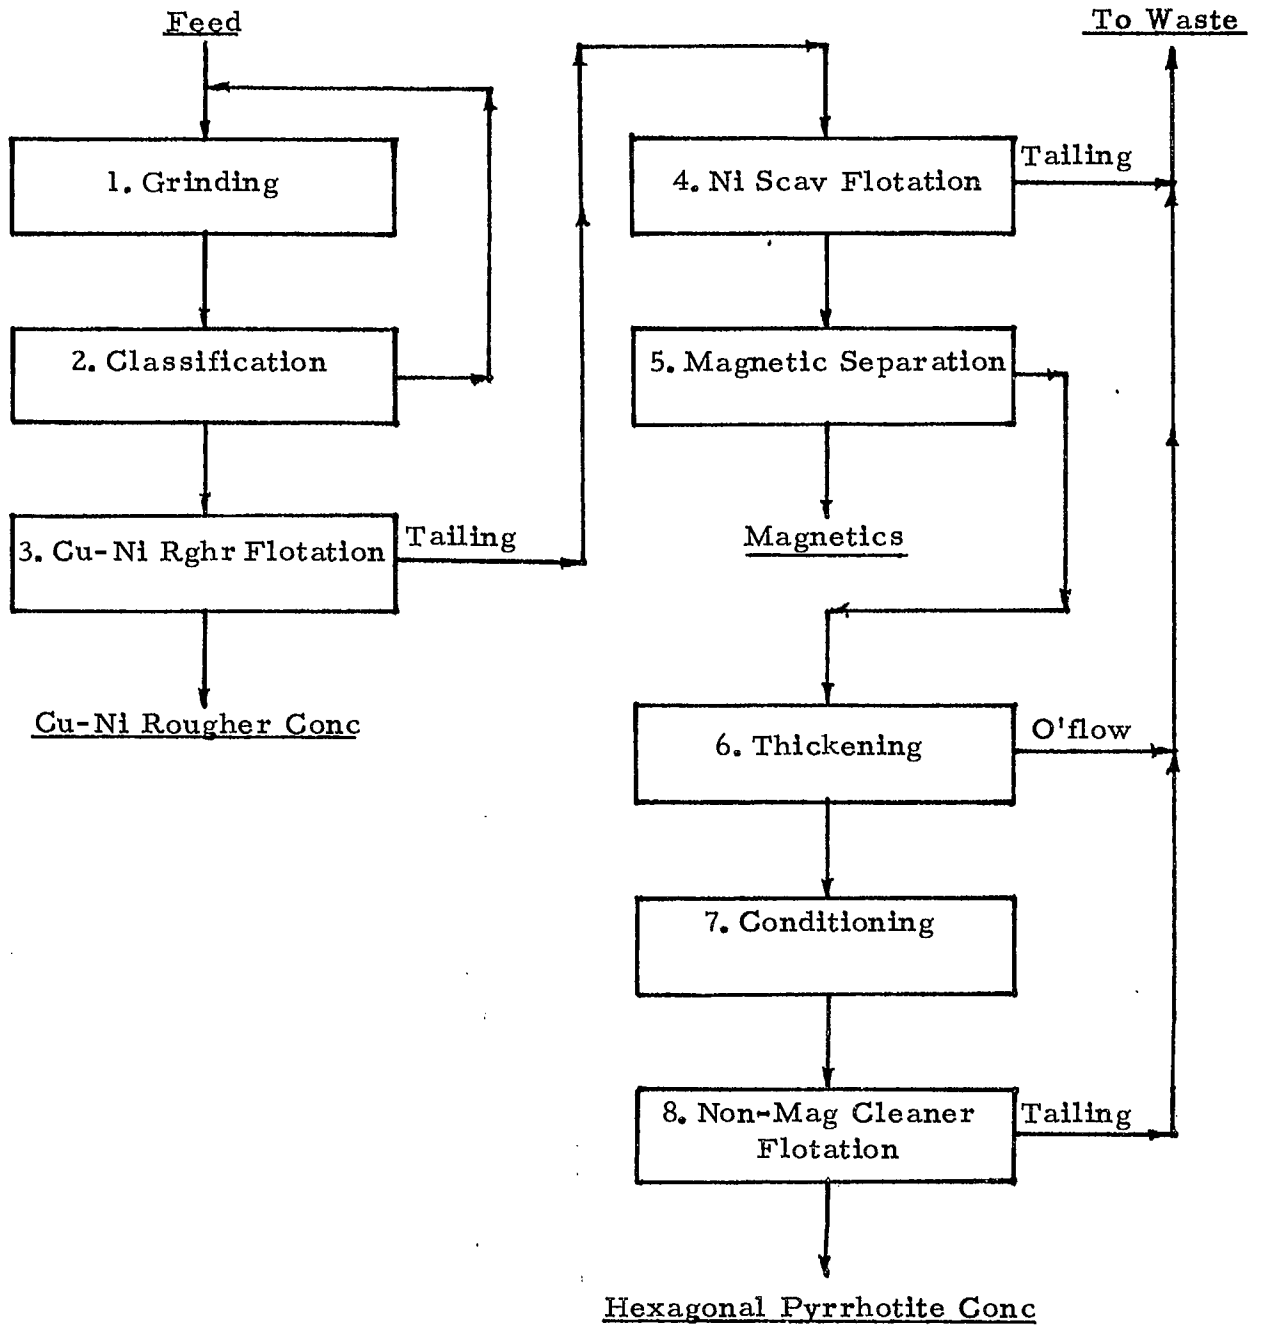 Feed
1. Grinding
2. Classification
3. Cu-Ni Rghr Flotation
Tailing
Cu-Ni Rougher Conc
To Waste
4. Ni Scav Flotation
Tailing
5. Magnetic Separation
Magnetics
6. Thickening
O'flow
7. Conditioning
8. Non-Mag Cleaner
Flotation
Tailing
Hexagonal Pyrrhotite Conc